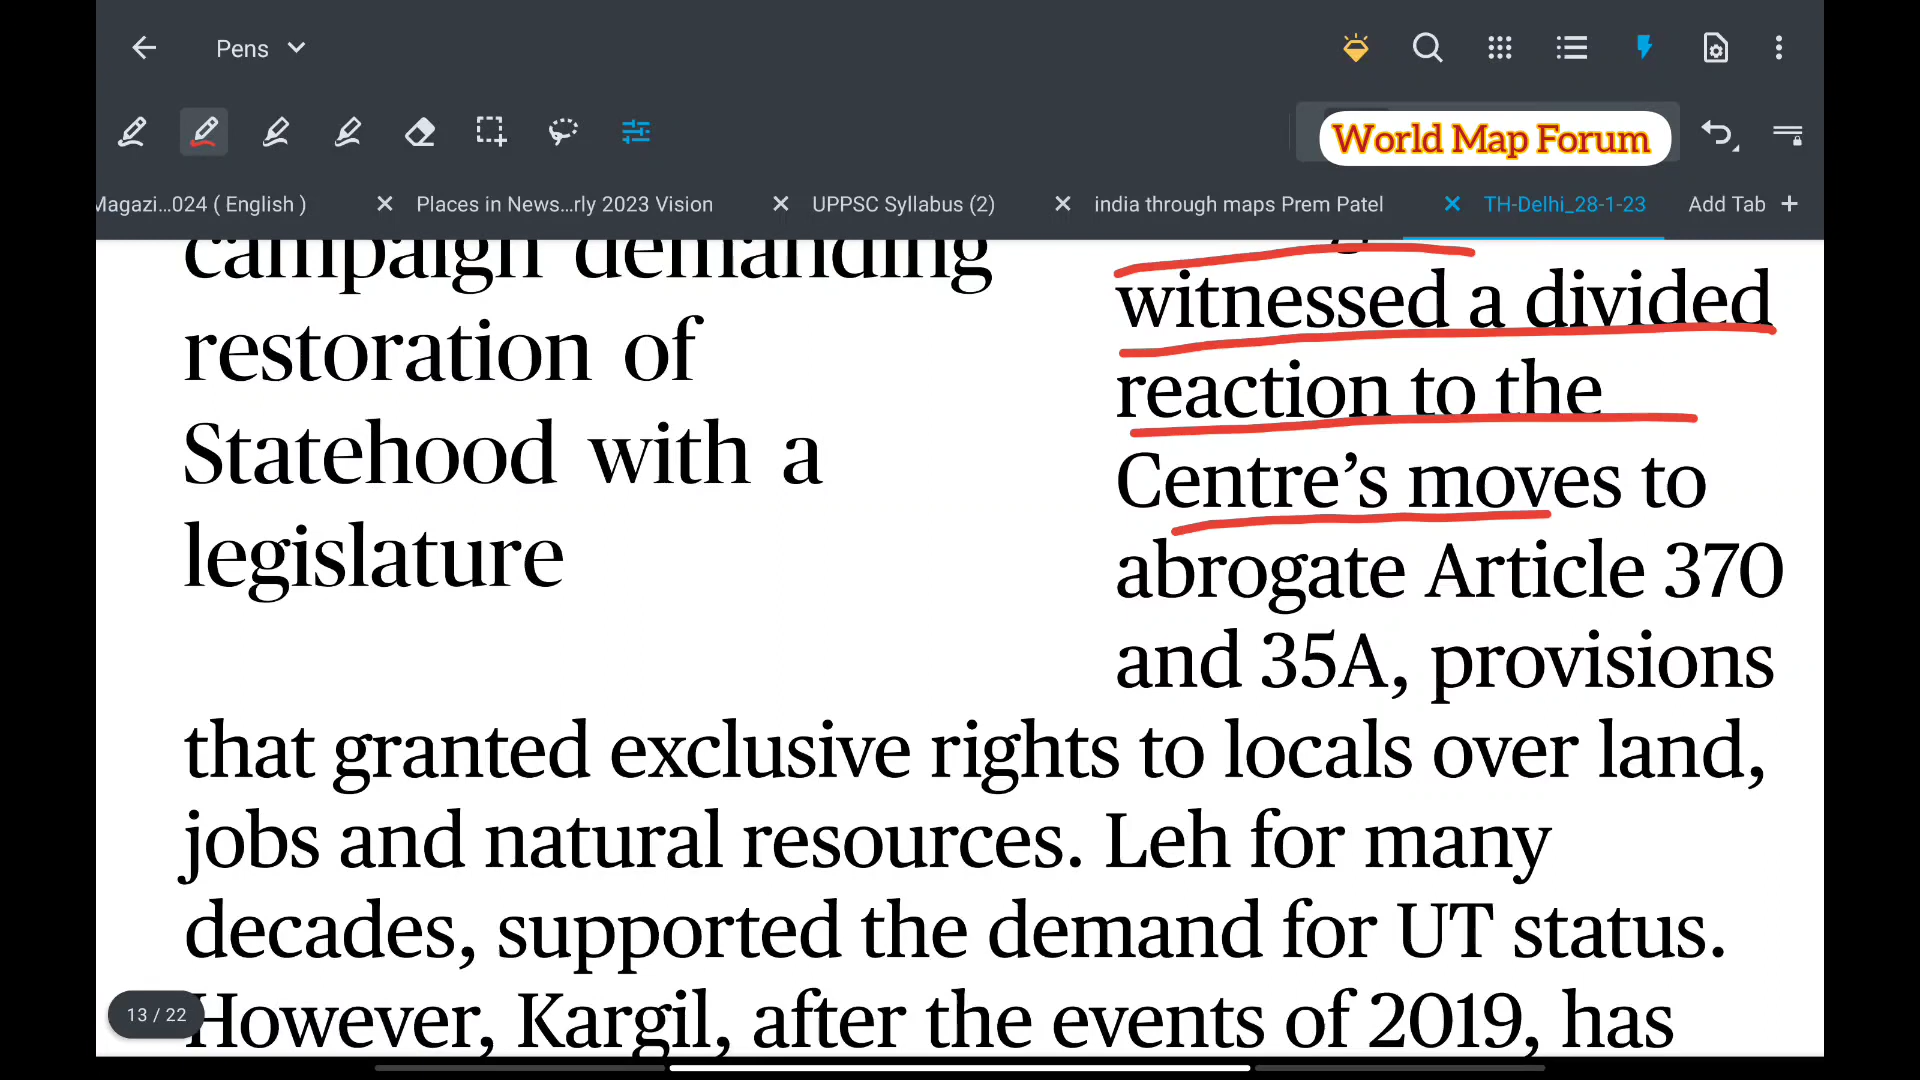 Pens
World Map Forum
Magazi...024 ( English )
Places in News...rly 2023 Vision
UPPSC Syllabus (2)
india through maps Prem Patel
TH-Delhi_28-1-23
Add Tab
campaign demanding
restoration of
Statehood with a
legislature
witnessed a divided
reaction to the
Centre’s moves to
abrogate Article 370
and 35A, provisions
that granted exclusive rights to locals over land,
jobs and natural resources. Leh for many
decades, supported the demand for UT status.
However, Kargil, after the events of 2019, has
13 / 22